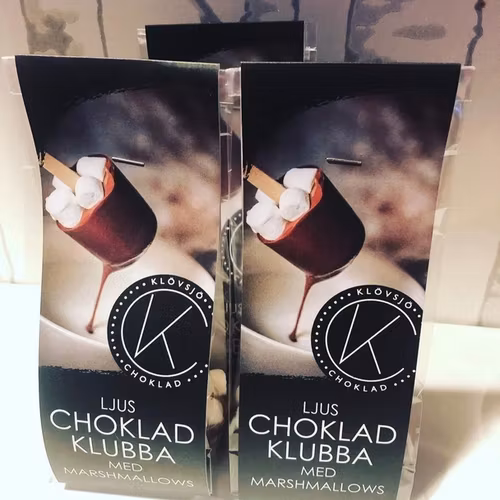 KLÖVSJÖ
CHOKLAD
LJUS
CHOKLAD
KLUBBA
MED
MARSHMALLOWS
KLÖVSJÖ
CHOKLAD
LJUS
CHOKLAD
KLUBBA
MED
MARSHMALLOWS